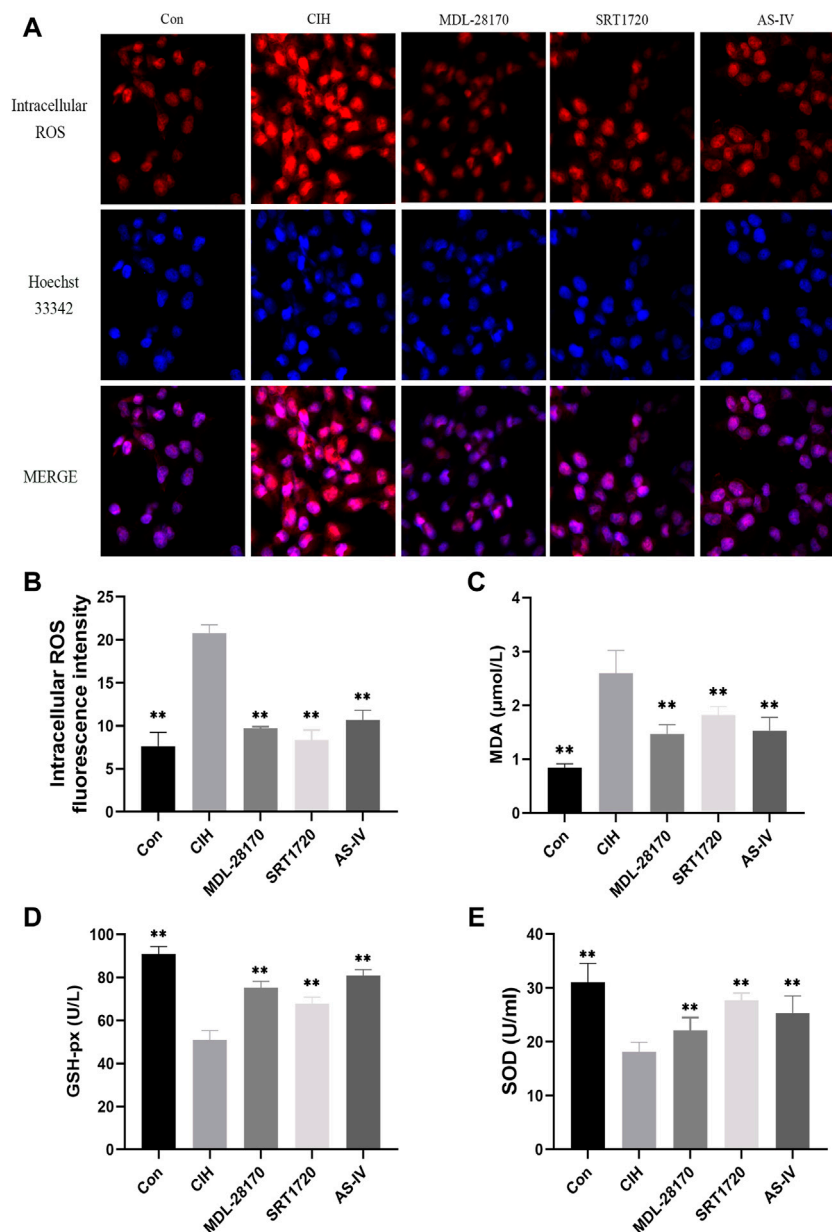 A
Con
CIH
MDL-28170
SRT1720
AS-IV
Intracellular
ROS
Hoechst
33342
MERGE
B
Intracellular ROS
fluorescence intensity
25
20
15
10
5
0
**
**
**
**
Con
CIH
MDL-28170
SRT1720
AS-IV
C
MDA (μmol/L)
4
3
2
1
0
**
**
**
**
Con
CIH
MDL-28170
SRT1720
AS-IV
D
GSH-px (U/L)
100
80
60
40
20
0
**
**
**
**
Con
CIH
MDL-28170
SRT1720
AS-IV
E
SOD (U/ml)
40
30
20
10
0
**
**
**
**
Con
CIH
MDL-28170
SRT1720
AS-IV